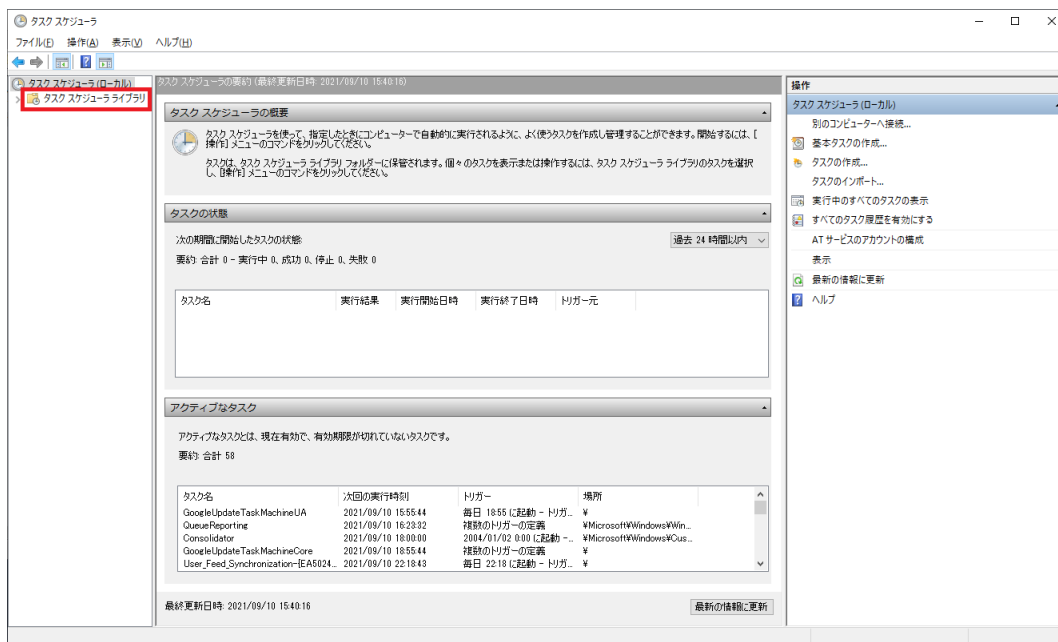 タスク スケジューラ
ファイル(F) 操作(A) 表示(V) ヘルプ(H)
タスク スケジューラ (ローカル)
タスク スケジューラ ライブラリ
タスク スケジューラの要約 (最終更新日時: 2021/09/10 15:40:16)
タスク スケジューラの概要
タスク スケジューラを使って、指定したときにコンピューターで自動的に実行されるように、よく使うタスクを作成し管理することができます。開始するには、[
操作] メニューのコマンドをクリックしてください。
タスクは、タスク スケジューラ ライブラリ フォルダーに保管されます。個々のタスクを表示または操作するには、タスク スケジューラ ライブラリのタスクを選択
し、[操作] メニューのコマンドをクリックしてください。
タスクの状態
次の期間に開始したタスクの状態:
過去 24 時間以内
要約: 合計 0 - 実行中 0、成功 0、停止 0、失敗 0
タスク名 実行結果 実行開始日時 実行終了日時 トリガー元
アクティブなタスク
アクティブなタスクとは、現在有効で、有効期限が切れていないタスクです。
要約: 合計 58
タスク名 次回の実行時刻 トリガー 場所
GoogleUpdateTaskMachineUA 2021/09/10 15:55:44 毎日 18:55 に起動 - トリガ... ¥
QueueReporting 2021/09/10 16:23:32 複数のトリガーの定義 ¥Microsoft¥Windows¥Win...
Consolidator 2021/09/10 18:00:00 2004/01/02 0:00 に起動 -... ¥Microsoft¥Windows¥Cus...
GoogleUpdateTaskMachineCore 2021/09/10 18:55:44 複数のトリガーの定義 ¥
User_Feed_Synchronization-{EA5024... 2021/09/10 22:18:43 毎日 22:18 に起動 - トリガ... ¥
最終更新日時: 2021/09/10 15:40:16
最新の情報に更新
操作
タスク スケジューラ (ローカル)
別のコンピューターへ接続...
基本タスクの作成...
タスクの作成...
タスクのインポート...
実行中のすべてのタスクの表示
すべてのタスク履歴を有効にする
AT サービスのアカウントの構成
表示
最新の情報に更新
ヘルプ